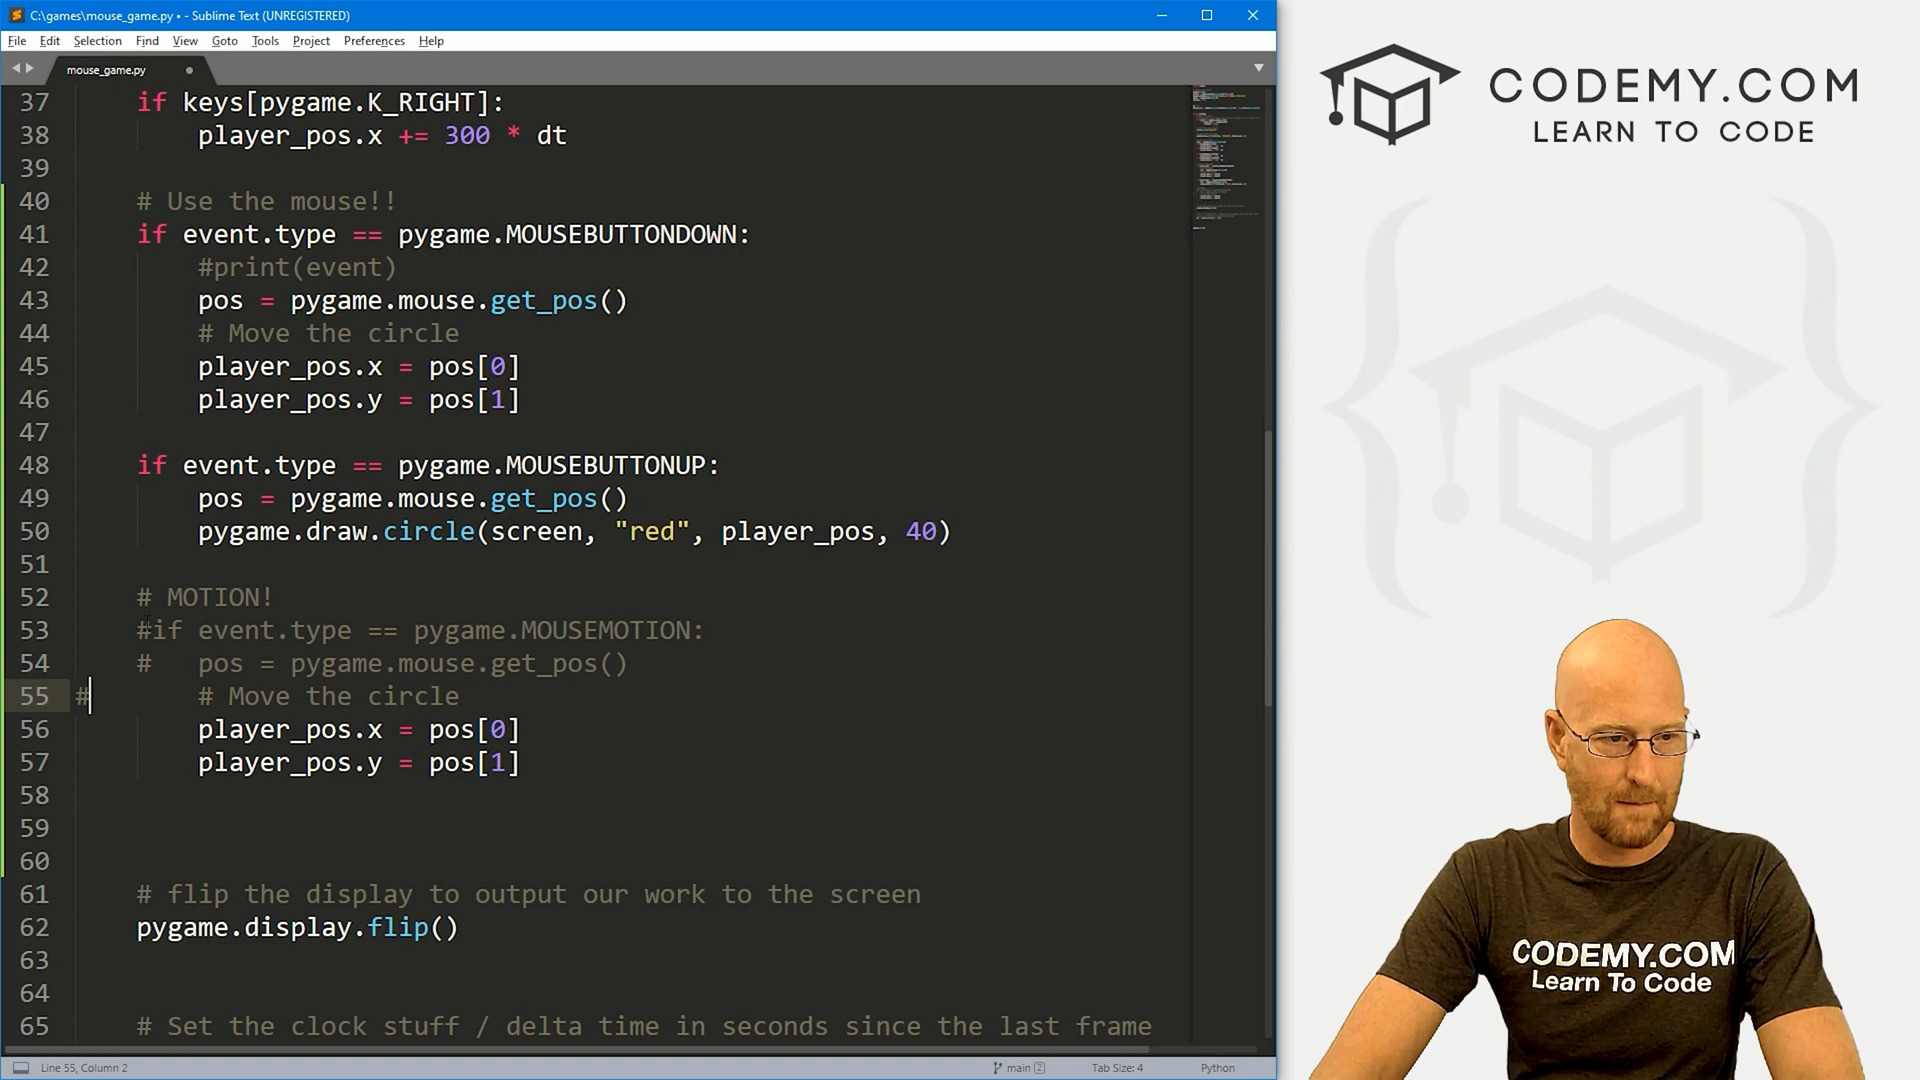 C:\games\mouse_game.py • - Sublime Text (UNREGISTERED)
File Edit Selection Find View Goto Tools Project Preferences Help
mouse_game.py
37 if keys[pygame.K_RIGHT]:
38 player_pos.x += 300 * dt
39
40 # Use the mouse!!
41 if event.type == pygame.MOUSEBUTTONDOWN:
42 #print(event)
43 pos = pygame.mouse.get_pos()
44 # Move the circle
45 player_pos.x = pos[0]
46 player_pos.y = pos[1]
47
48 if event.type == pygame.MOUSEBUTTONUP:
49 pos = pygame.mouse.get_pos()
50 pygame.draw.circle(screen, "red", player_pos, 40)
51
52 # MOTION!
53 #if event.type == pygame.MOUSEMOTION:
54 # pos = pygame.mouse.get_pos()
55 # # Move the circle
56 player_pos.x = pos[0]
57 player_pos.y = pos[1]
58
59
60
61 # flip the display to output our work to the screen
62 pygame.display.flip()
63
64
65 # Set the clock stuff / delta time in seconds since the last frame
Line 55, Column 2 main 2 Tab Size: 4 Python
CODEMY.COM
LEARN TO CODE
CODEMY.COM
Learn To Code